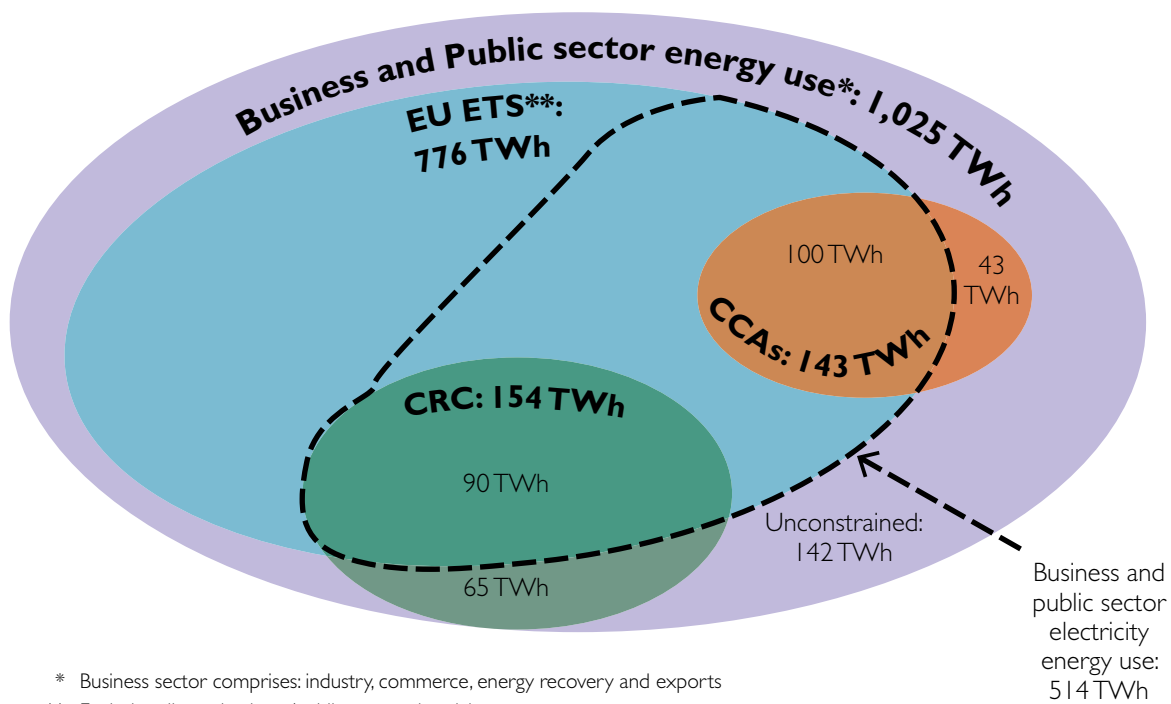 Business and Public sector energy use*: 1,025 TWh
EU ETS**:
776 TWh
100 TWh
43
TWh
CCAs: 143 TWh
CRC: 154 TWh
90 TWh
65 TWh
Unconstrained:
142 TWh
Business and
public sector
electricity
energy use:
514 TWh
* Business sector comprises: industry, commerce, energy recovery and exports